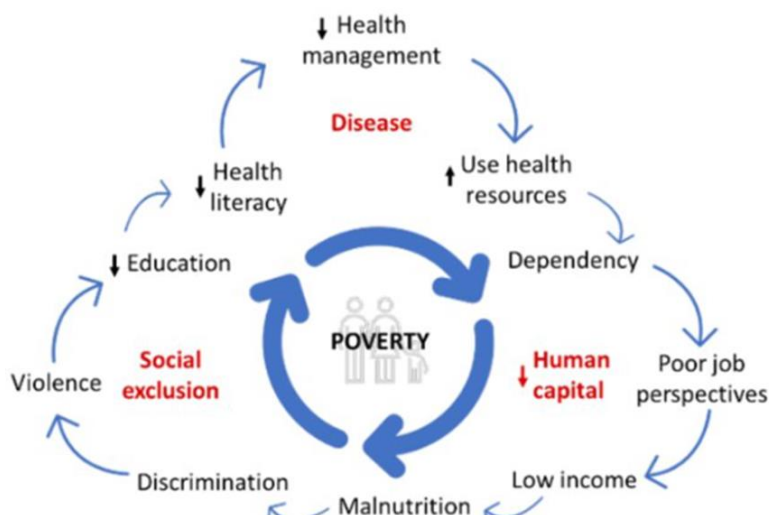 ↓ Health
management
Disease
↓ Health
literacy
↑ Use health
resources
↓ Education
Dependency
POVERTY
Social
exclusion
↓ Human
capital
Violence
Poor job
perspectives
Discrimination
Low income
Malnutrition